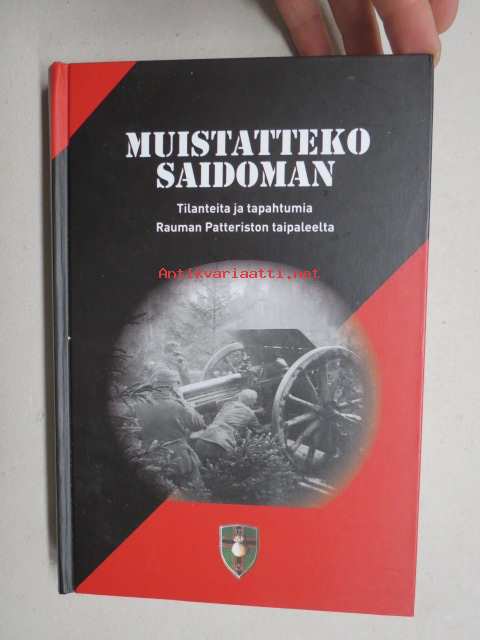 MUISTATTEKO
SAIDOMAN
Tilanteita ja tapahtumia
Rauman Patteriston taipaleelta
Antikvariaatti.net